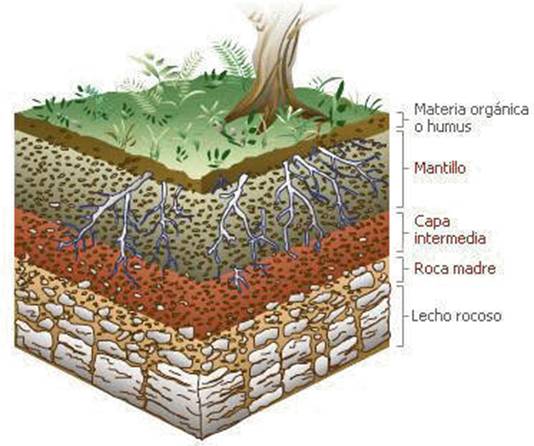 Materia orgánica
o humus
Mantillo
Capa
intermedia
Roca madre
Lecho rocoso